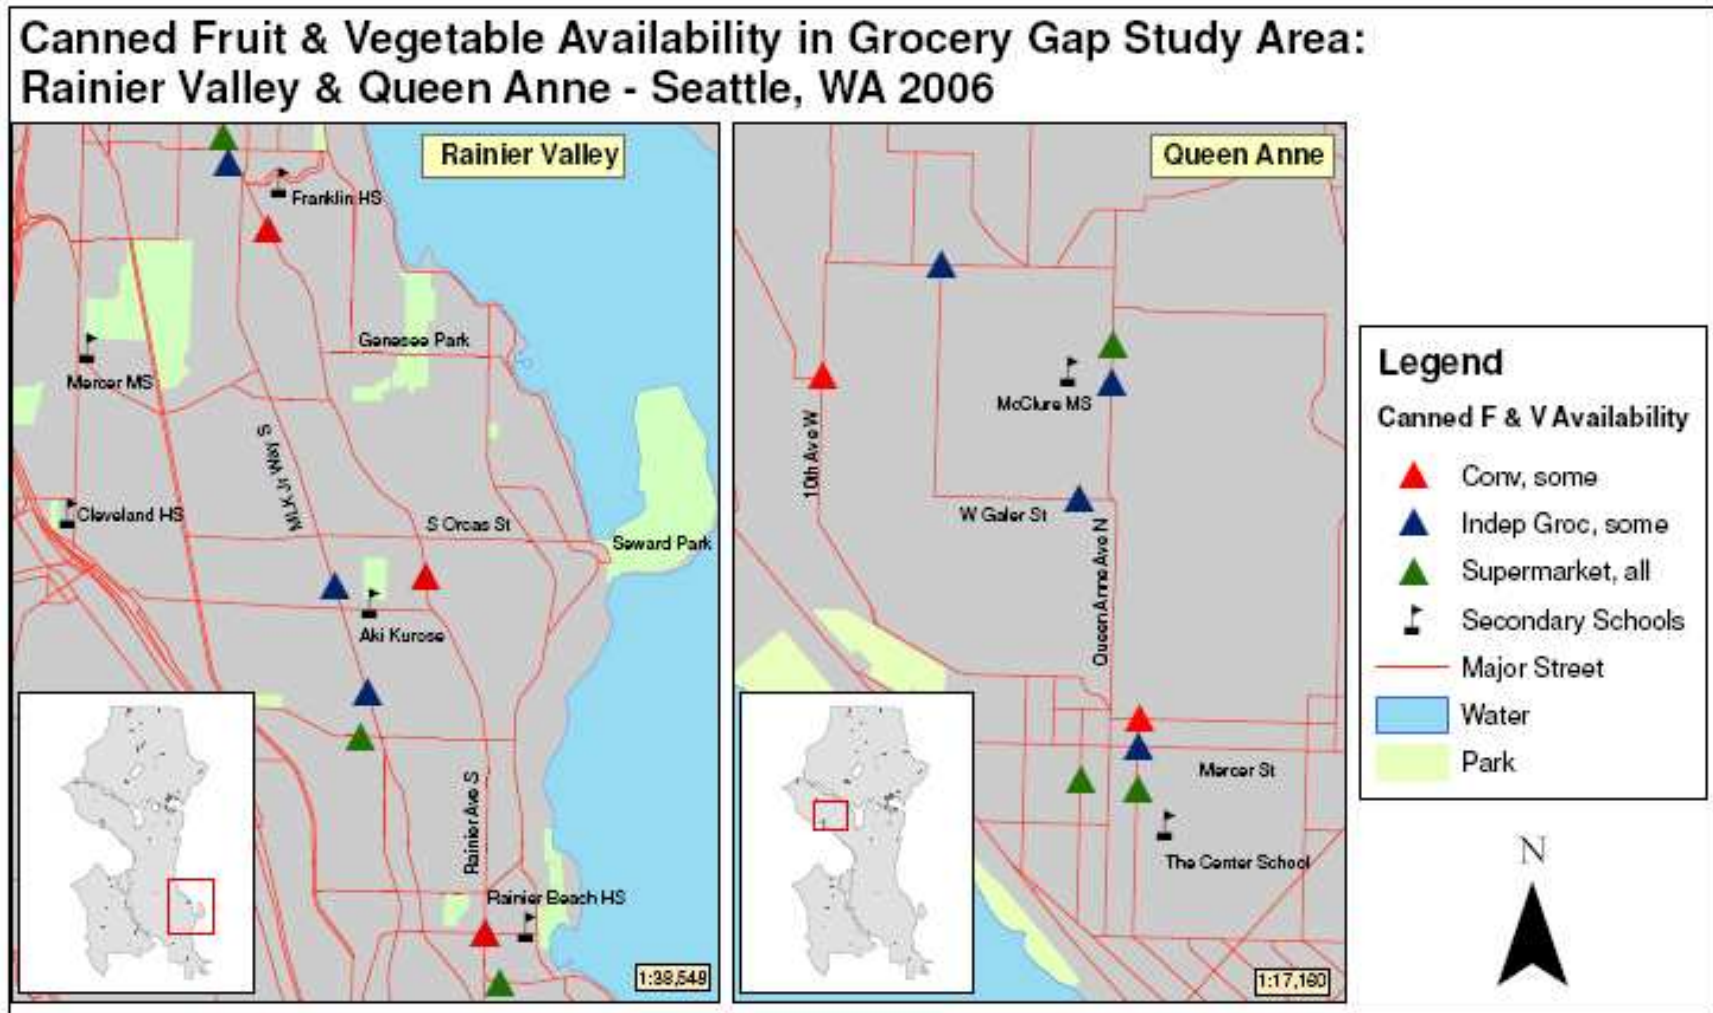 Canned Fruit & Vegetable Availability in Grocery Gap Study Area:
Rainier Valley & Queen Anne - Seattle, WA 2006
Rainier Valley
Franklin HS
Genesee Park
Mercer MS
MLK Jr Way S
Cleveland HS
S Orcas St
Seward Park
Aki Kurose
Rainier Ave S
Rainier Beach HS
1:38,548
Queen Anne
McClure MS
10th Ave W
W Galer St
Queen Anne Ave N
Mercer St
The Center School
1:17,160
Legend
Canned F & V Availability
Conv, some
Indep Groc, some
Supermarket, all
Secondary Schools
Major Street
Water
Park
N